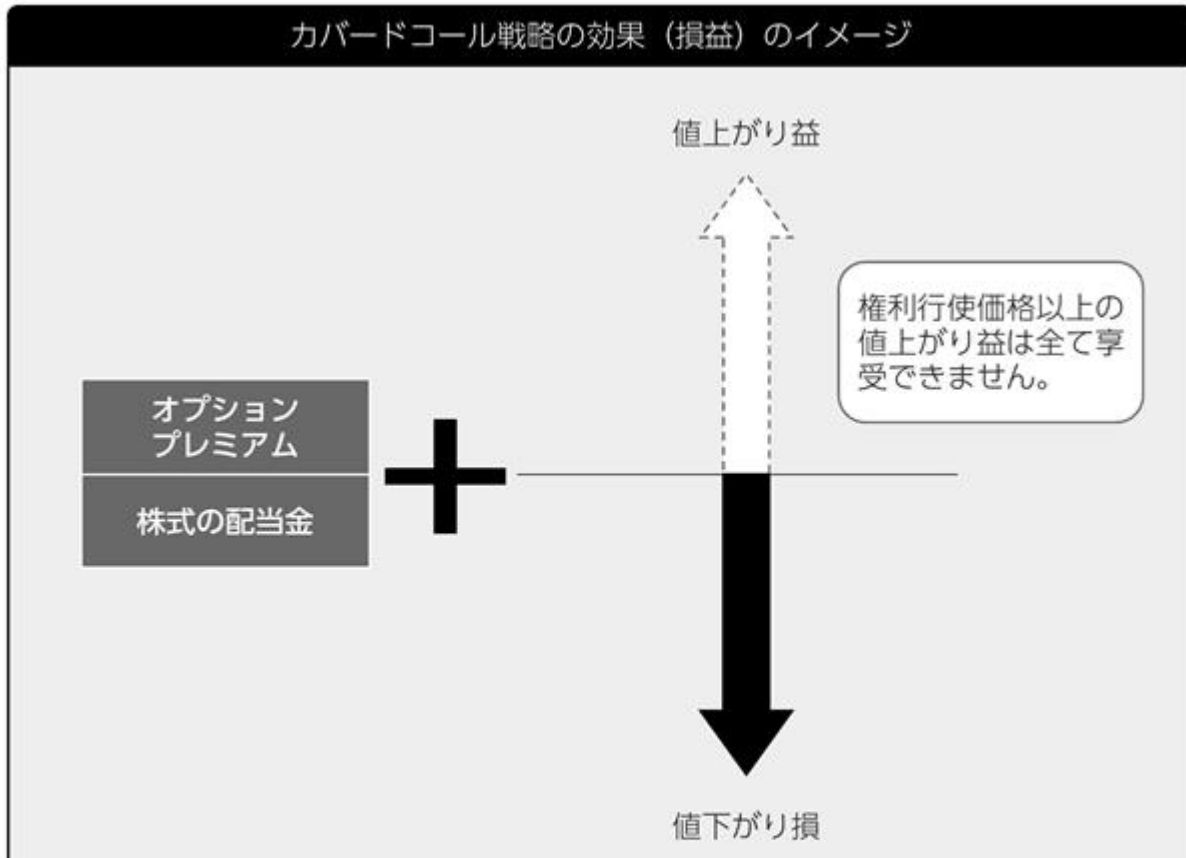 カバードコール戦略の効果（損益）のイメージ
値上がり益
権利行使価格以上の
値上がり益は全て享
受できません。
オプション
プレミアム
株式の配当金
値下がり損